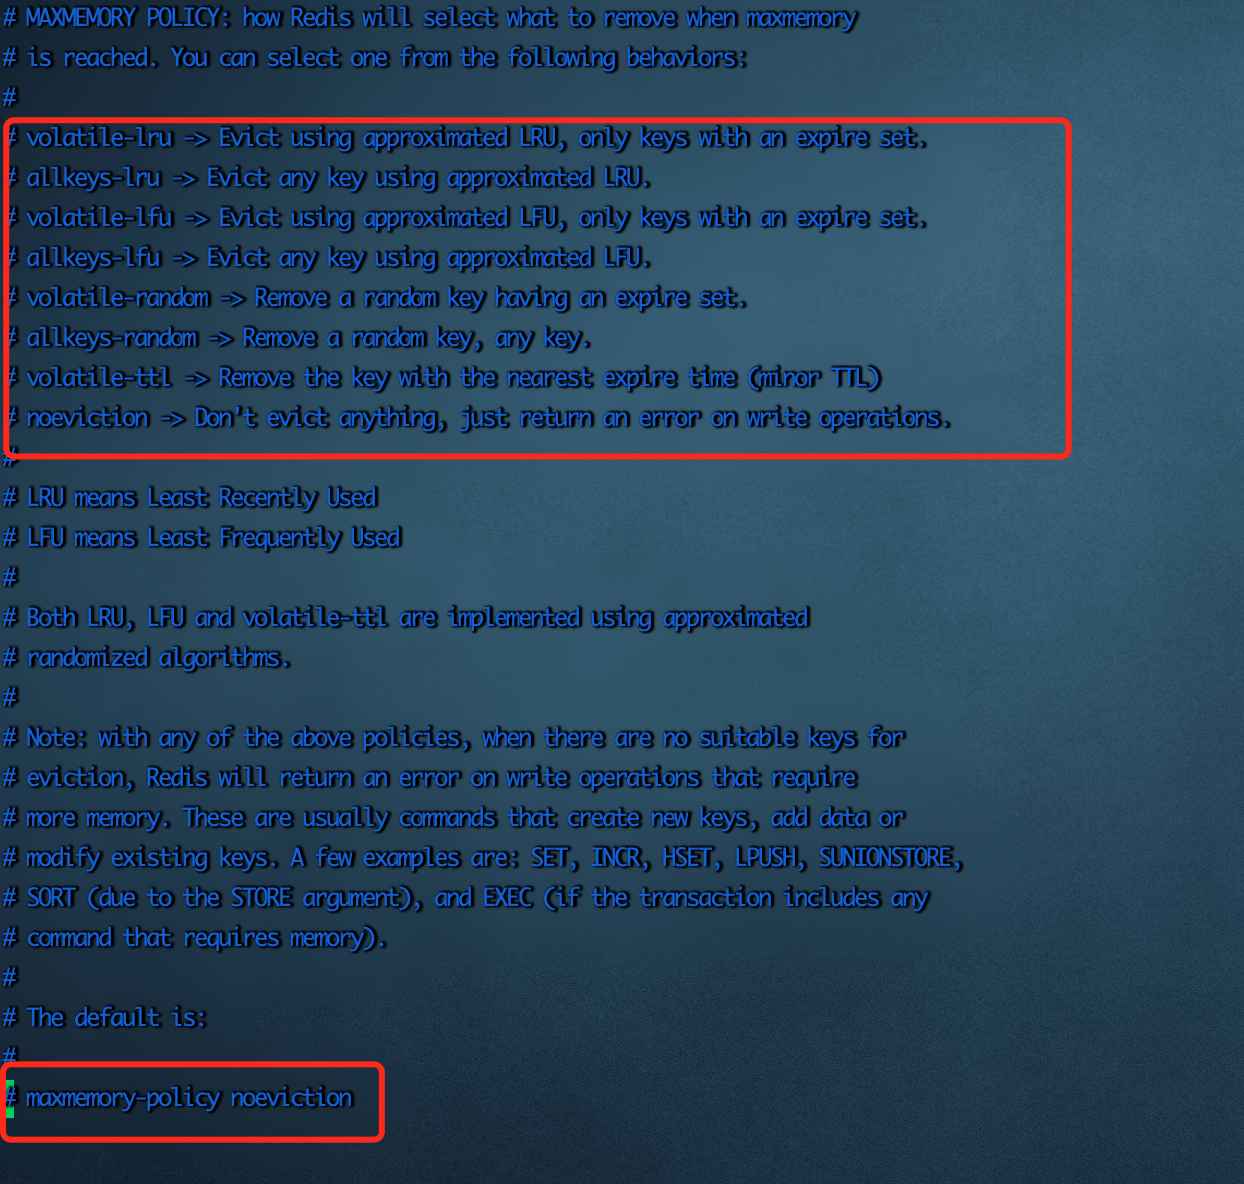 # MAXMEMORY POLICY: how Redis will select what to remove when maxmemory
# is reached. You can select one from the following behaviors:
#
# volatile-lru -> Evict using approximated LRU, only keys with an expire set.
# allkeys-lru -> Evict any key using approximated LRU.
# volatile-lfu -> Evict using approximated LFU, only keys with an expire set.
# allkeys-lfu -> Evict any key using approximated LFU.
# volatile-random -> Remove a random key having an expire set.
# allkeys-random -> Remove a random key, any key.
# volatile-ttl -> Remove the key with the nearest expire time (minor TTL)
# noeviction -> Don't evict anything, just return an error on write operations.
#
# LRU means Least Recently Used
# LFU means Least Frequently Used
#
# Both LRU, LFU and volatile-ttl are implemented using approximated
# randomized algorithms.
#
# Note: with any of the above policies, when there are no suitable keys for
# eviction, Redis will return an error on write operations that require
# more memory. These are usually commands that create new keys, add data or
# modify existing keys. A few examples are: SET, INCR, HSET, LPUSH, SUNIONSTORE,
# SORT (due to the STORE argument), and EXEC (if the transaction includes any
# command that requires memory).
#
# The default is:
#
# maxmemory-policy noeviction